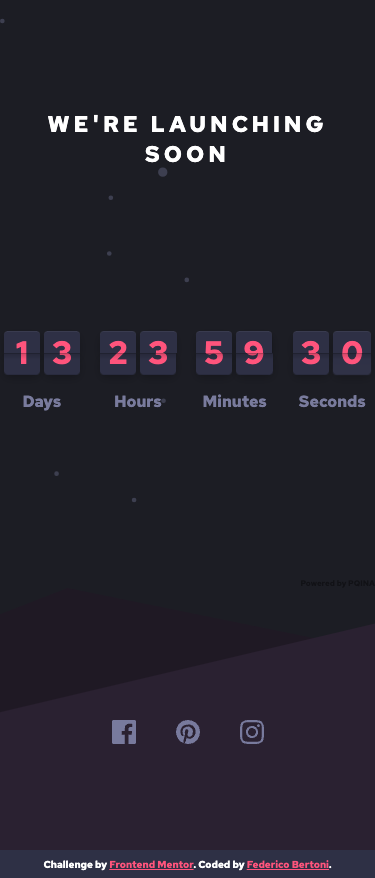 WE'RE LAUNCHING
SOON
13 23 59 30
Days Hours Minutes Seconds
Powered by
Challenge by Frontend Mentor. Coded by Federico Bertoni.